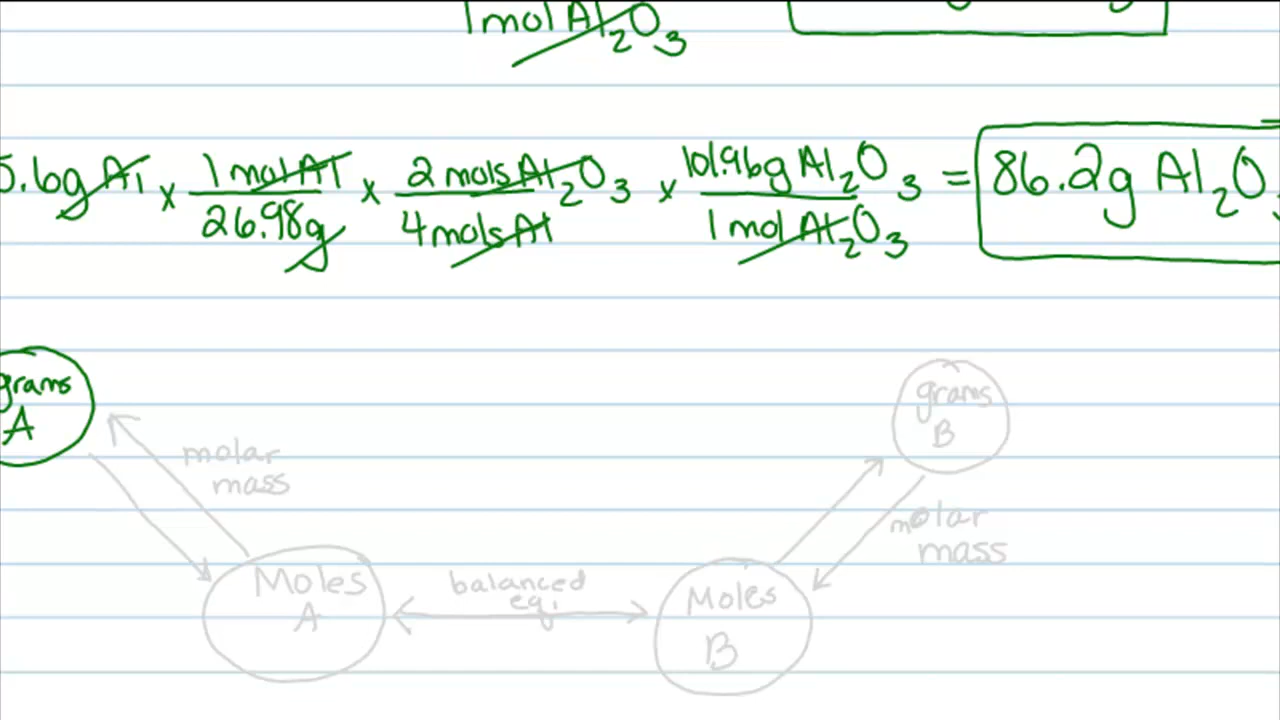 1 mol Al₂O₃
5.6g Al x 1 mol Al / 26.98g x 2 mols Al₂O₃ / 4 mols Al x 101.96g Al₂O₃ / 1 mol Al₂O₃ = 86.2g Al₂O
grams A
grams B
molar mass
molar mass
Moles A
balanced eq.
Moles B